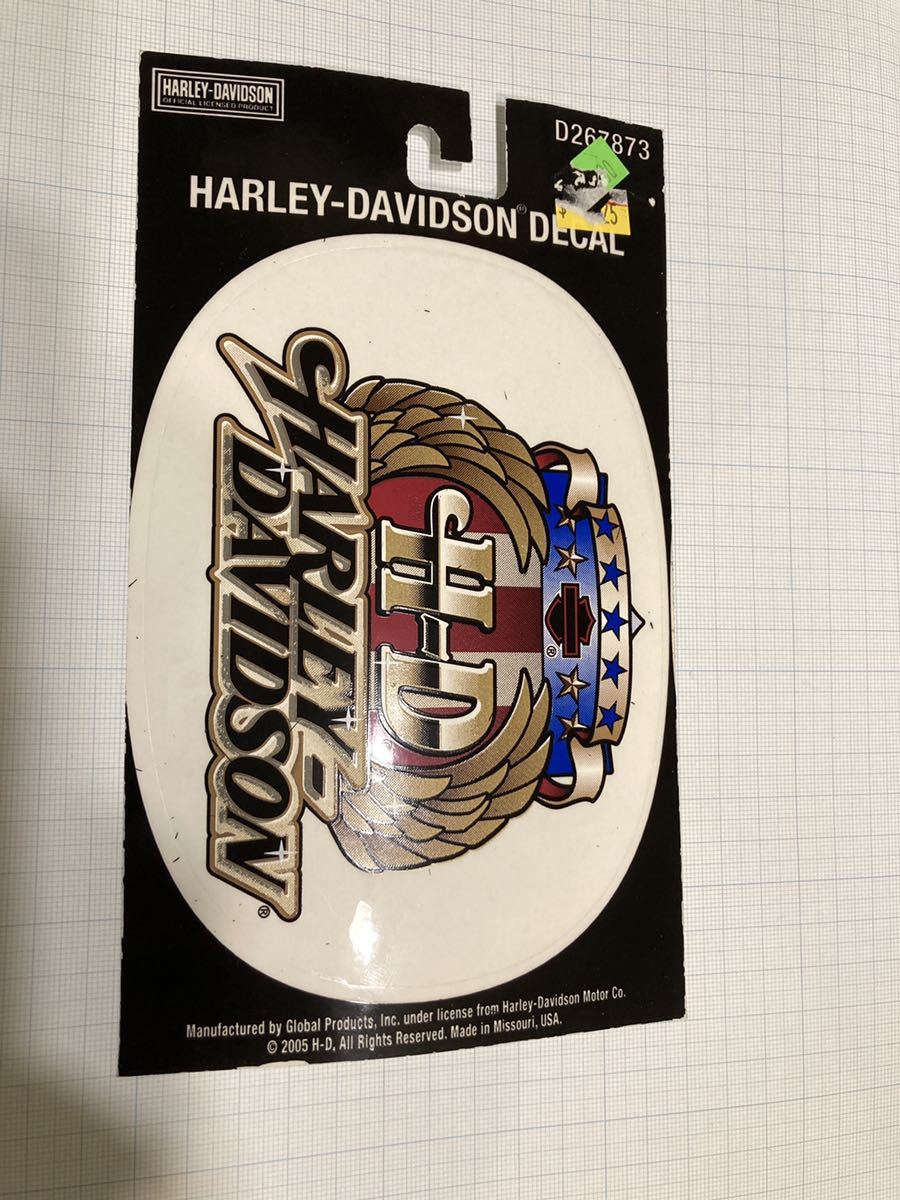 HARLEY-DAVIDSON
OFFICIAL LICENSED PRODUCT
D267873
HARLEY-DAVIDSON® DECAL
H-D
HARLEY-
DAVIDSON
®
®
Manufactured by Global Products, Inc. under license from Harley-Davidson Motor Co.
© 2005 H-D, All Rights Reserved. Made in Missouri, USA.